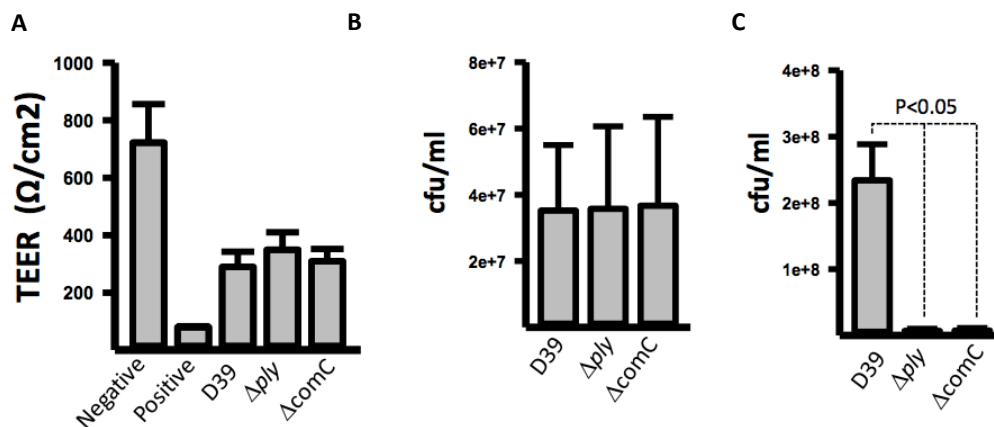 A
TEER (Ω/cm2)
1000
800
600
400
200
Negative
Positive
D39
Δply
ΔcomC
B
cfu/ml
8e+7
6e+7
4e+7
2e+7
D39
Δply
ΔcomC
C
cfu/ml
4e+8
3e+8
2e+8
1e+8
P<0.05
D39
Δply
ΔcomC